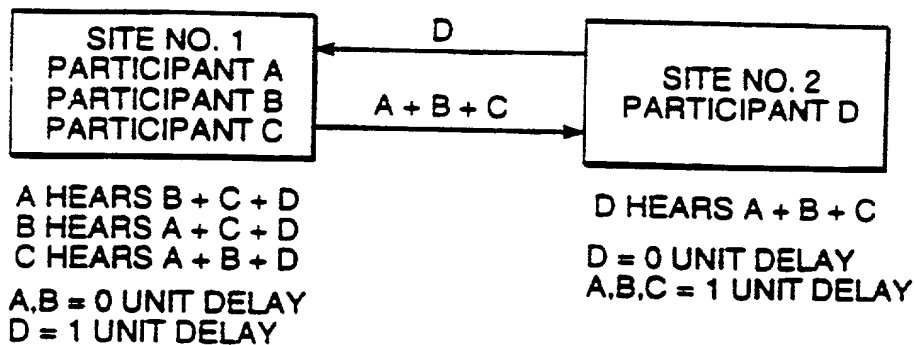 SITE NO. 1
PARTICIPANT A
PARTICIPANT B
PARTICIPANT C
D
A + B + C
SITE NO. 2
PARTICIPANT D
A HEARS B + C + D
B HEARS A + C + D
C HEARS A + B + D
A,B = 0 UNIT DELAY
D = 1 UNIT DELAY
D HEARS A + B + C
D = 0 UNIT DELAY
A,B,C = 1 UNIT DELAY